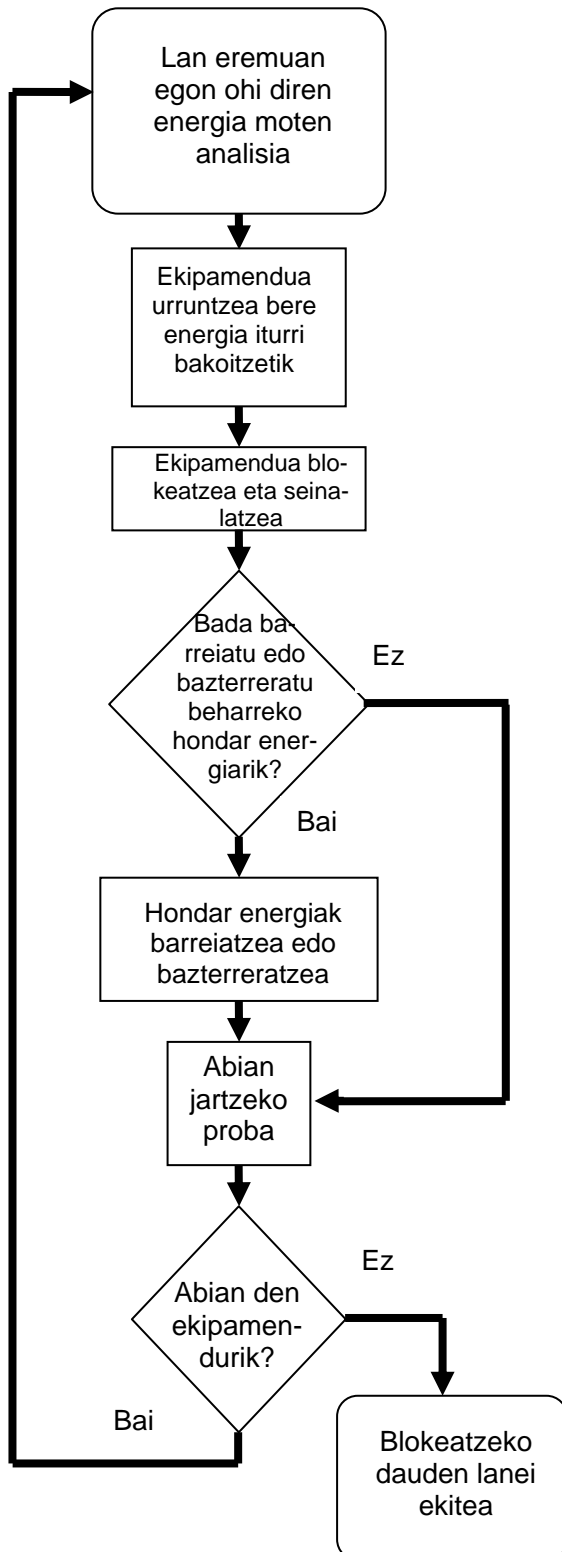 Lan eremuan
egon ohi diren
energia moten
analisia
Ekipamendua
urruntzea bere
energia iturri
bakoitzetik
Ekipamendua blo-
keatzea eta seina-
latzea
Bada ba-
rreiatu edo
bazterreratu
beharreko
hondar ener-
giarik?
Ez
Bai
Hondar energiak
barreiatzea edo
bazterreratzea
Abian
jartzeko
proba
Abian den
ekipamen-
durik?
Ez
Bai
Blokeatzeko
dauden lanei
ekitea